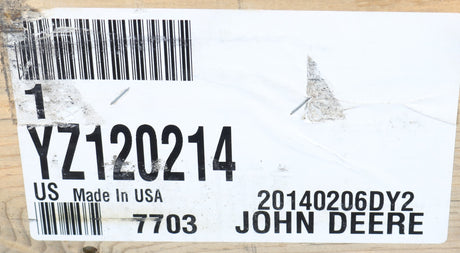 1
YZ120214
US Made In USA
20140206DY2
7703 JOHN DEERE